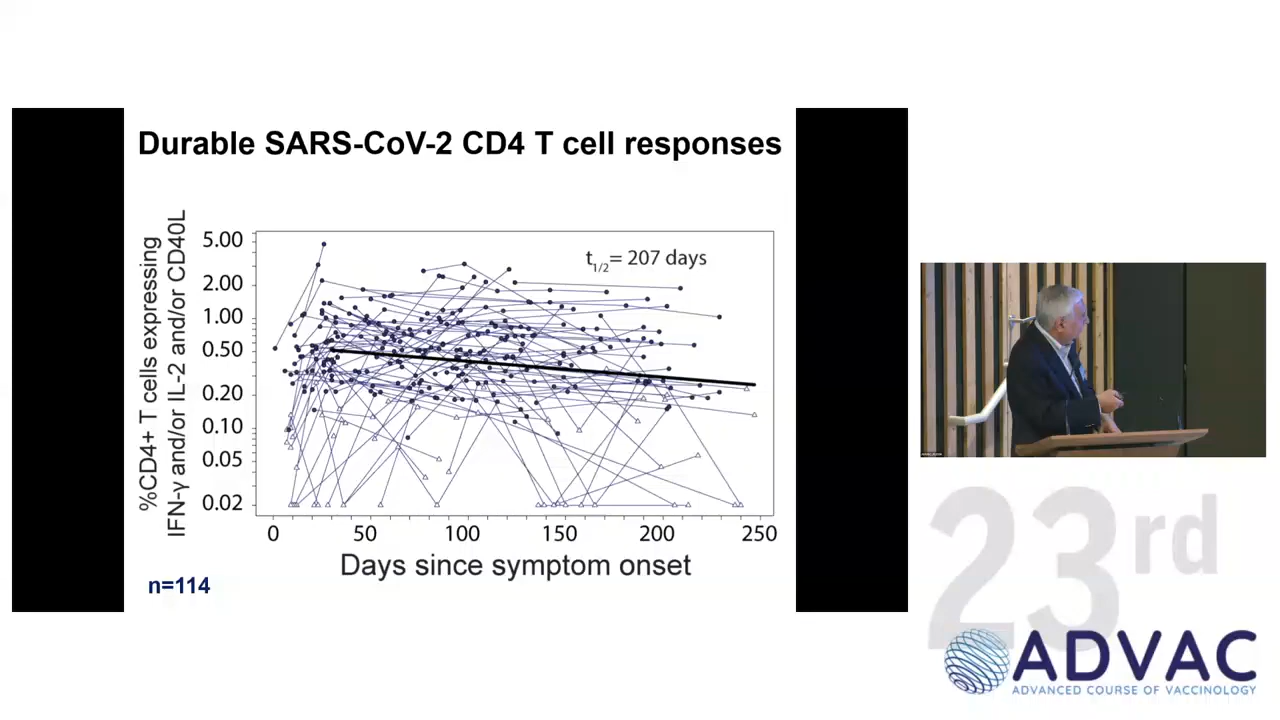 Durable SARS-CoV-2 CD4 T cell responses
%CD4+ T cells expressing
IFN-γ and/or IL-2 and/or CD40L
5.00
2.00
1.00
0.50
0.20
0.10
0.05
0.02
t1/2= 207 days
0
50
100
150
200
250
Days since symptom onset
n=114
23rd
ADVAC
ADVANCED COURSE OF VACCINOLOGY